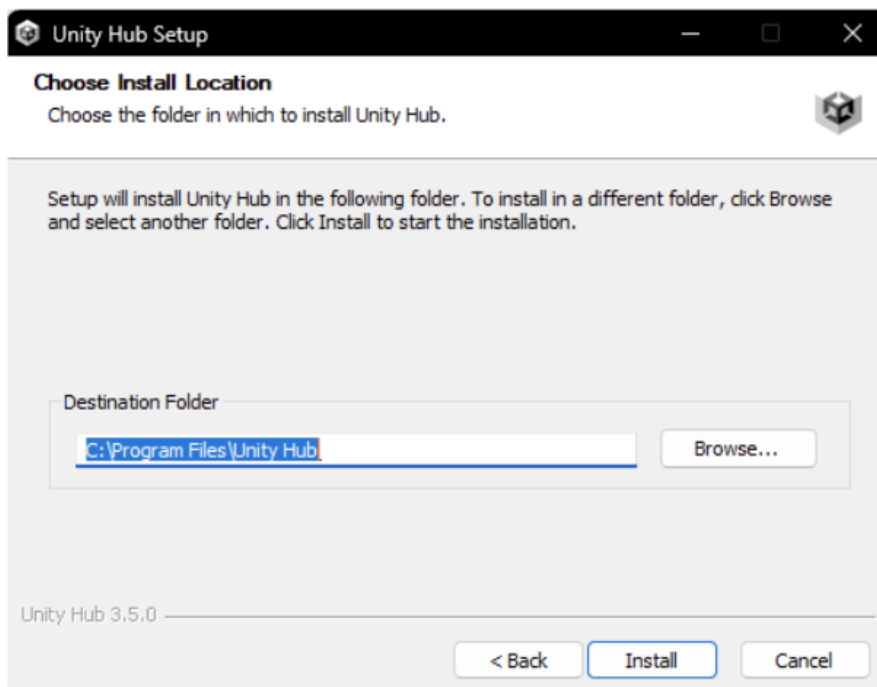 Unity Hub Setup
Choose Install Location
Choose the folder in which to install Unity Hub.
Setup will install Unity Hub in the following folder. To install in a different folder, click Browse
and select another folder. Click Install to start the installation.
Destination Folder
C:\Program Files\Unity Hub
Browse...
Unity Hub 3.5.0
< Back
Install
Cancel